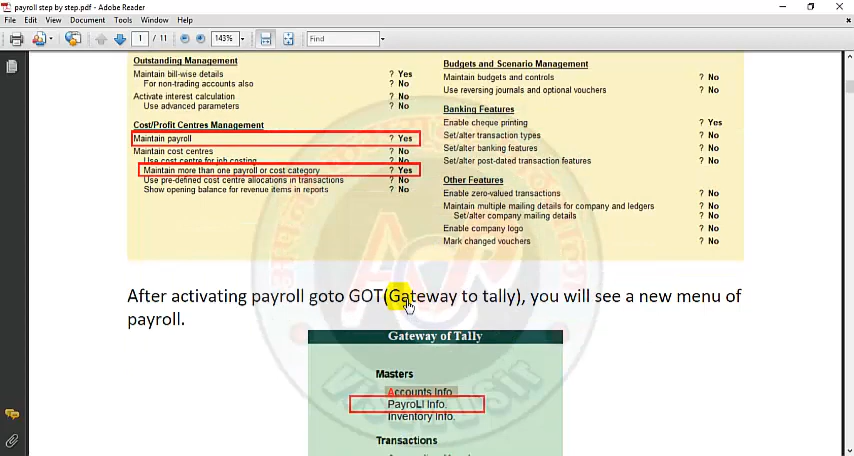 payroll step by step.pdf - Adobe Reader
File Edit View Document Tools Window Help
1 / 11 143% Find
Outstanding Management
Maintain bill-wise details ? Yes
For non-trading accounts also ? No
Activate interest calculation ? No
Use advanced parameters ? No
Cost/Profit Centres Management
Maintain payroll ? Yes
Maintain cost centres ? No
Use cost centre for job costing ? No
Maintain more than one payroll or cost category ? Yes
Use pre-defined cost centre allocations in transactions ? No
Show opening balance for revenue items in reports ? No
Budgets and Scenario Management
Maintain budgets and controls ? No
Use reversing journals and optional vouchers ? No
Banking Features
Enable cheque printing ? Yes
Set/alter transaction types ? No
Set/alter banking features ? No
Set/alter post-dated transaction features ? No
Other Features
Enable zero-valued transactions ? No
Maintain multiple mailing details for company and ledgers ? No
Set/alter company mailing details ? No
Enable company logo ? No
Mark changed vouchers ? No
After activating payroll goto GOT(Gateway to tally), you will see a new menu of
payroll.
Gateway of Tally
Masters
Accounts Info.
PayroLl Info.
Inventory Info.
Transactions